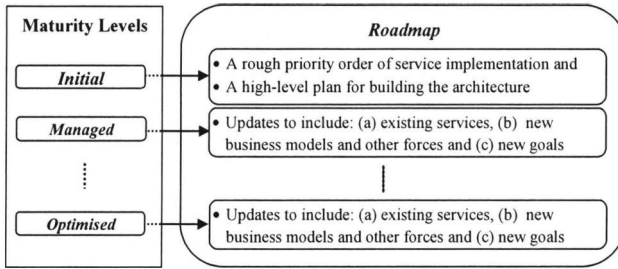 Maturity Levels
Roadmap
Initial
• A rough priority order of service implementation and
• A high-level plan for building the architecture
Managed
• Updates to include: (a) existing services, (b) new
business models and other forces and (c) new goals
Optimised
• Updates to include: (a) existing services, (b) new
business models and other forces and (c) new goals